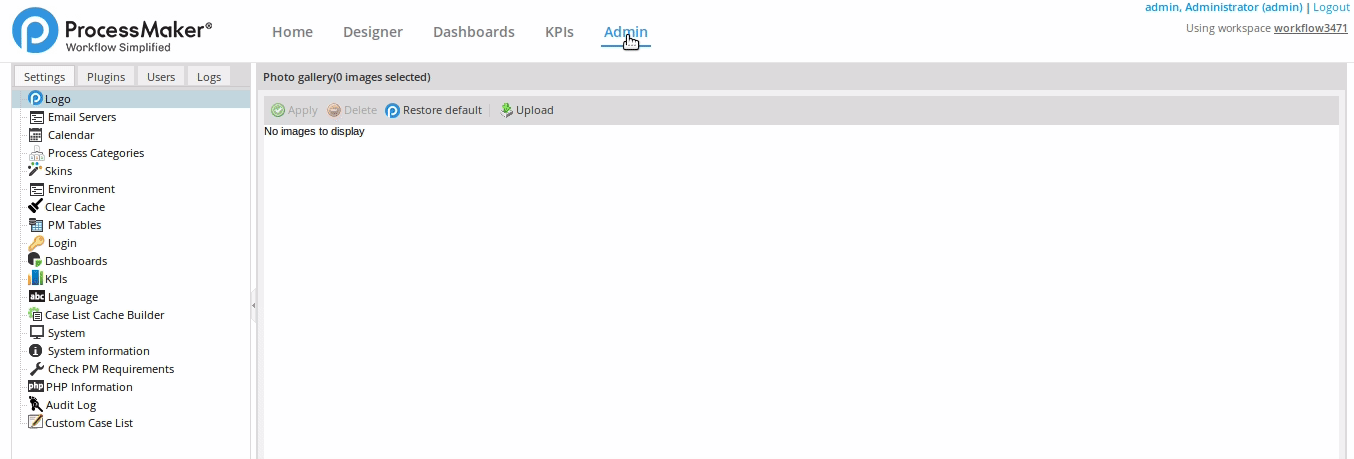 ProcessMaker®
Workflow Simplified
Home Designer Dashboards KPIs Admin
admin, Administrator (admin) | Logout
Using workspace workflow3471
Settings Plugins Users Logs
Logo
Email Servers
Calendar
Process Categories
Skins
Environment
Clear Cache
PM Tables
Login
Dashboards
KPIs
abc Language
Case List Cache Builder
System
System information
Check PM Requirements
php PHP Information
Audit Log
Custom Case List
Photo gallery(0 images selected)
Apply Delete Restore default Upload
No images to display